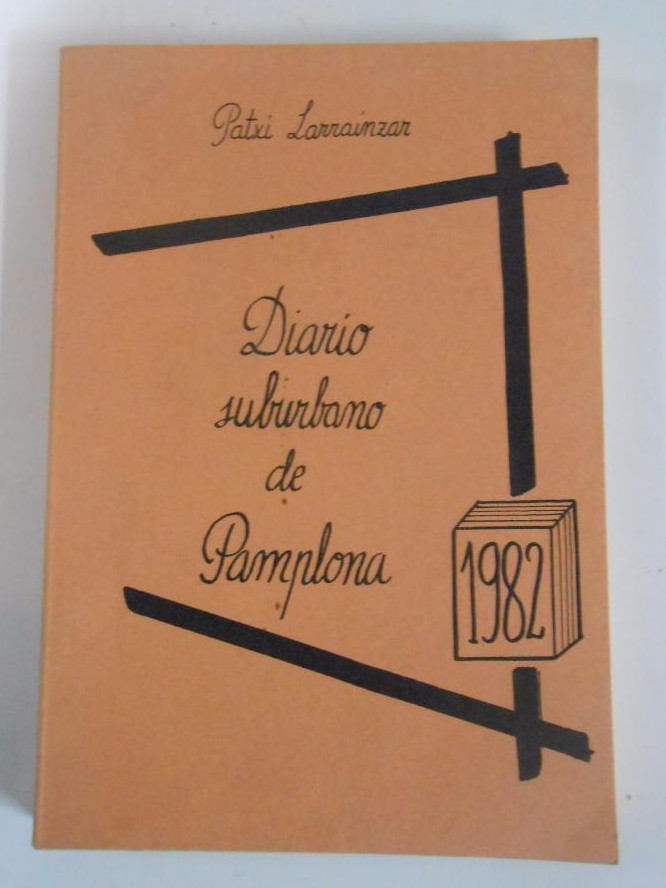 Patxi Larrainzar
Diario
suburbano
de
Pamplona
1982